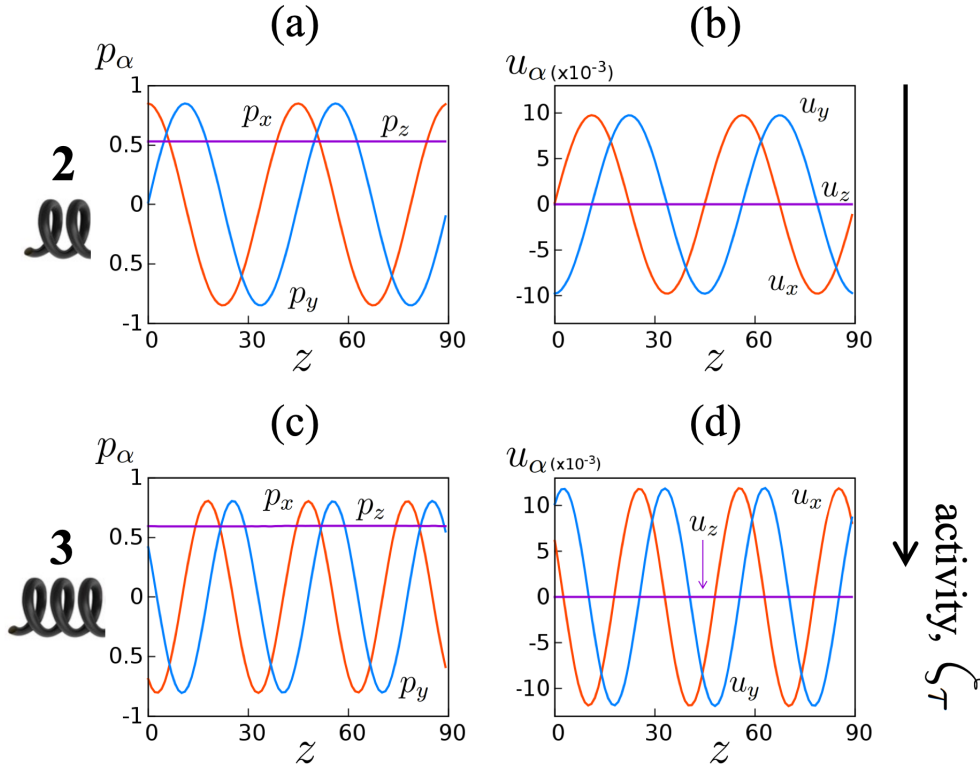 (a)
(b)
pα
uα (x10-3)
1
0.5
0
0.5
-1
px
pz
py
0 30 60 90
z
10
5
0
-5
-10
uy
uz
ux
0 30 60 90
z
2
(c)
(d)
pα
uα (x10-3)
1
0.5
0
0.5
-1
px
pz
py
0 30 60 90
z
10
5
0
-5
-10
ux
uz
uy
0 30 60 90
z
3
activity, ζτ